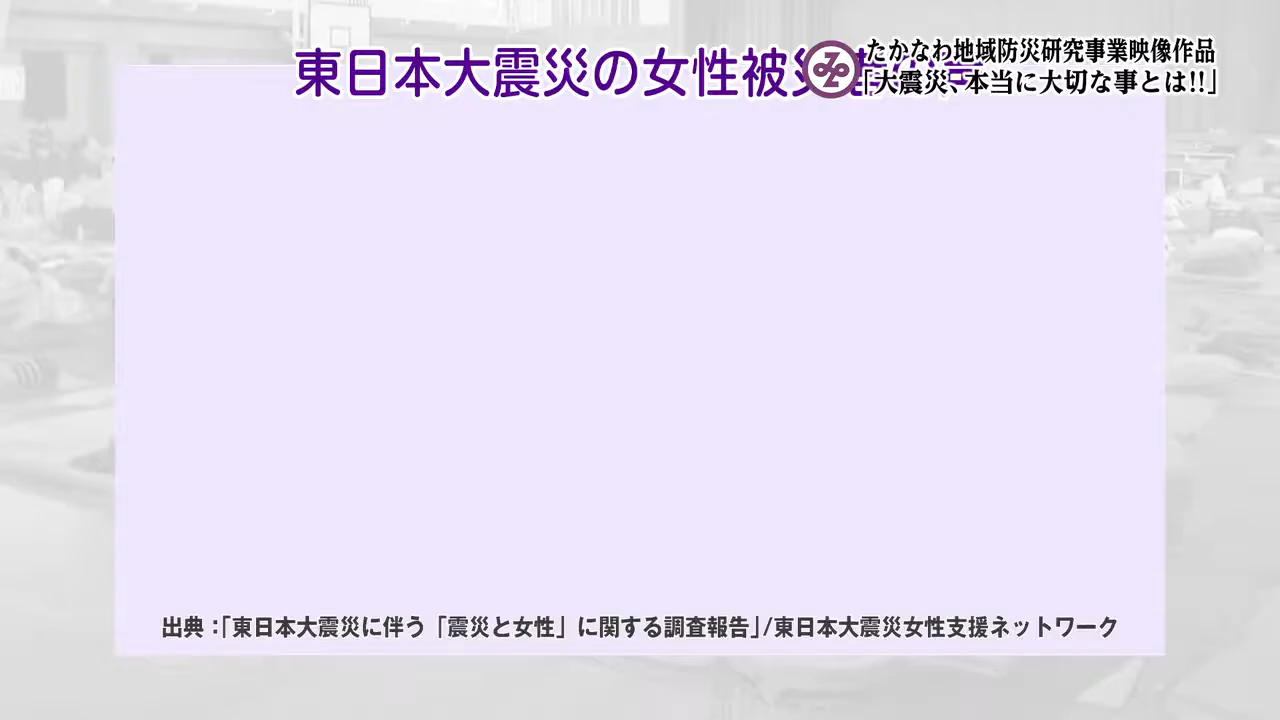 東日本大震災の女性被災
たかなわ地域防災研究事業映像作品
「大震災、本当に大切な事とは!!」
出典：「東日本大震災に伴う「震災と女性」に関する調査報告」/東日本大震災女性支援ネットワーク